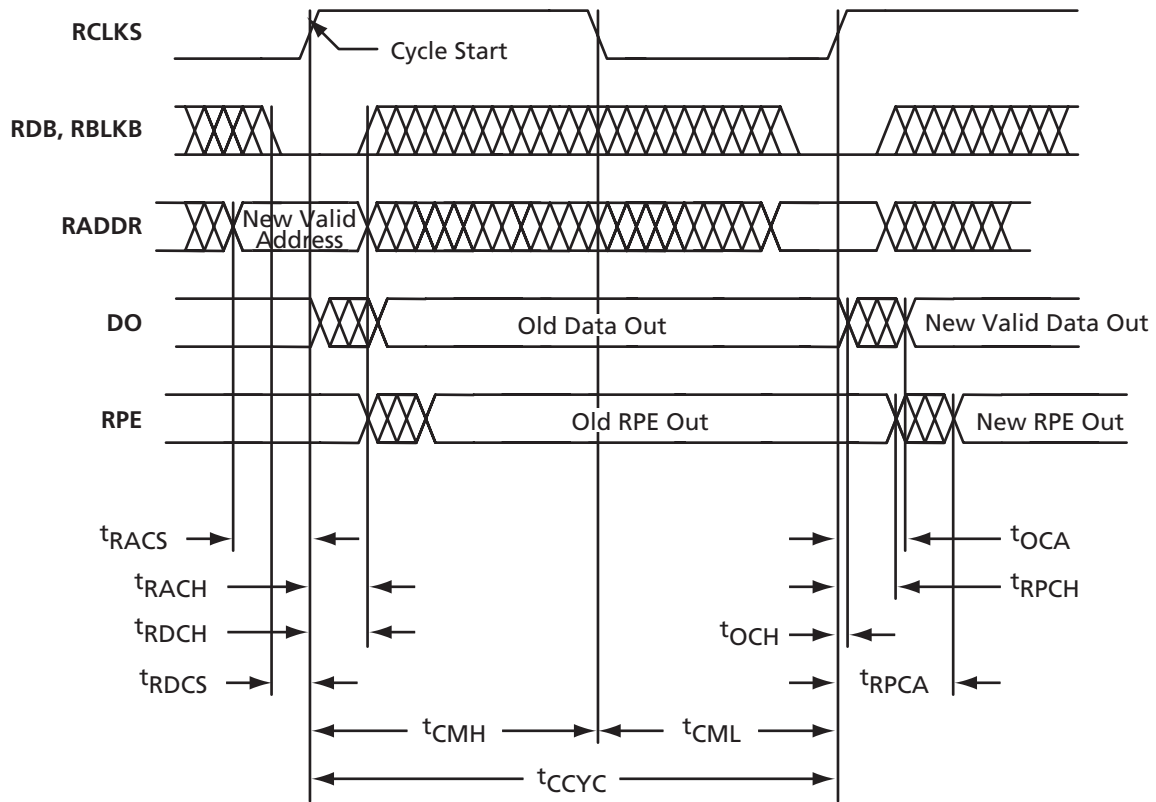 RCLKS
Cycle Start
RDB, RBLKB
RADDR
New Valid
Address
DO
Old Data Out
New Valid Data Out
RPE
Old RPE Out
New RPE Out
tRACS
tOCA
tRACH
tRPCH
tRDCH
tOCH
tRDCS
tRPCA
tCMH
tCML
tCCYC